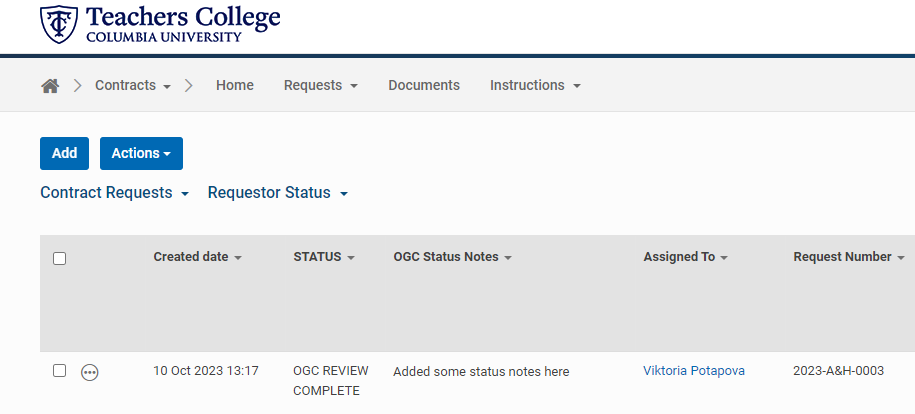 Teachers College
COLUMBIA UNIVERSITY
Contracts Home Requests Documents Instructions
Add Actions
Contract Requests Requestor Status
Created date STATUS OGC Status Notes Assigned To Request Number
10 Oct 2023 13:17 OGC REVIEW Added some status notes here Viktoria Potapova 2023-A&H-0003
COMPLETE